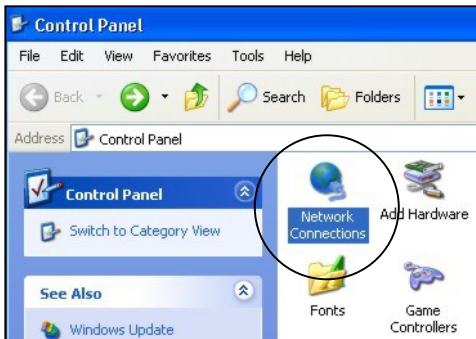 Control Panel
File Edit View Favorites Tools Help
Back Search Folders
Address Control Panel
Control Panel
Switch to Category View
See Also
Windows Update
Network
Connections
Add Hardware
Fonts
Game
Controllers